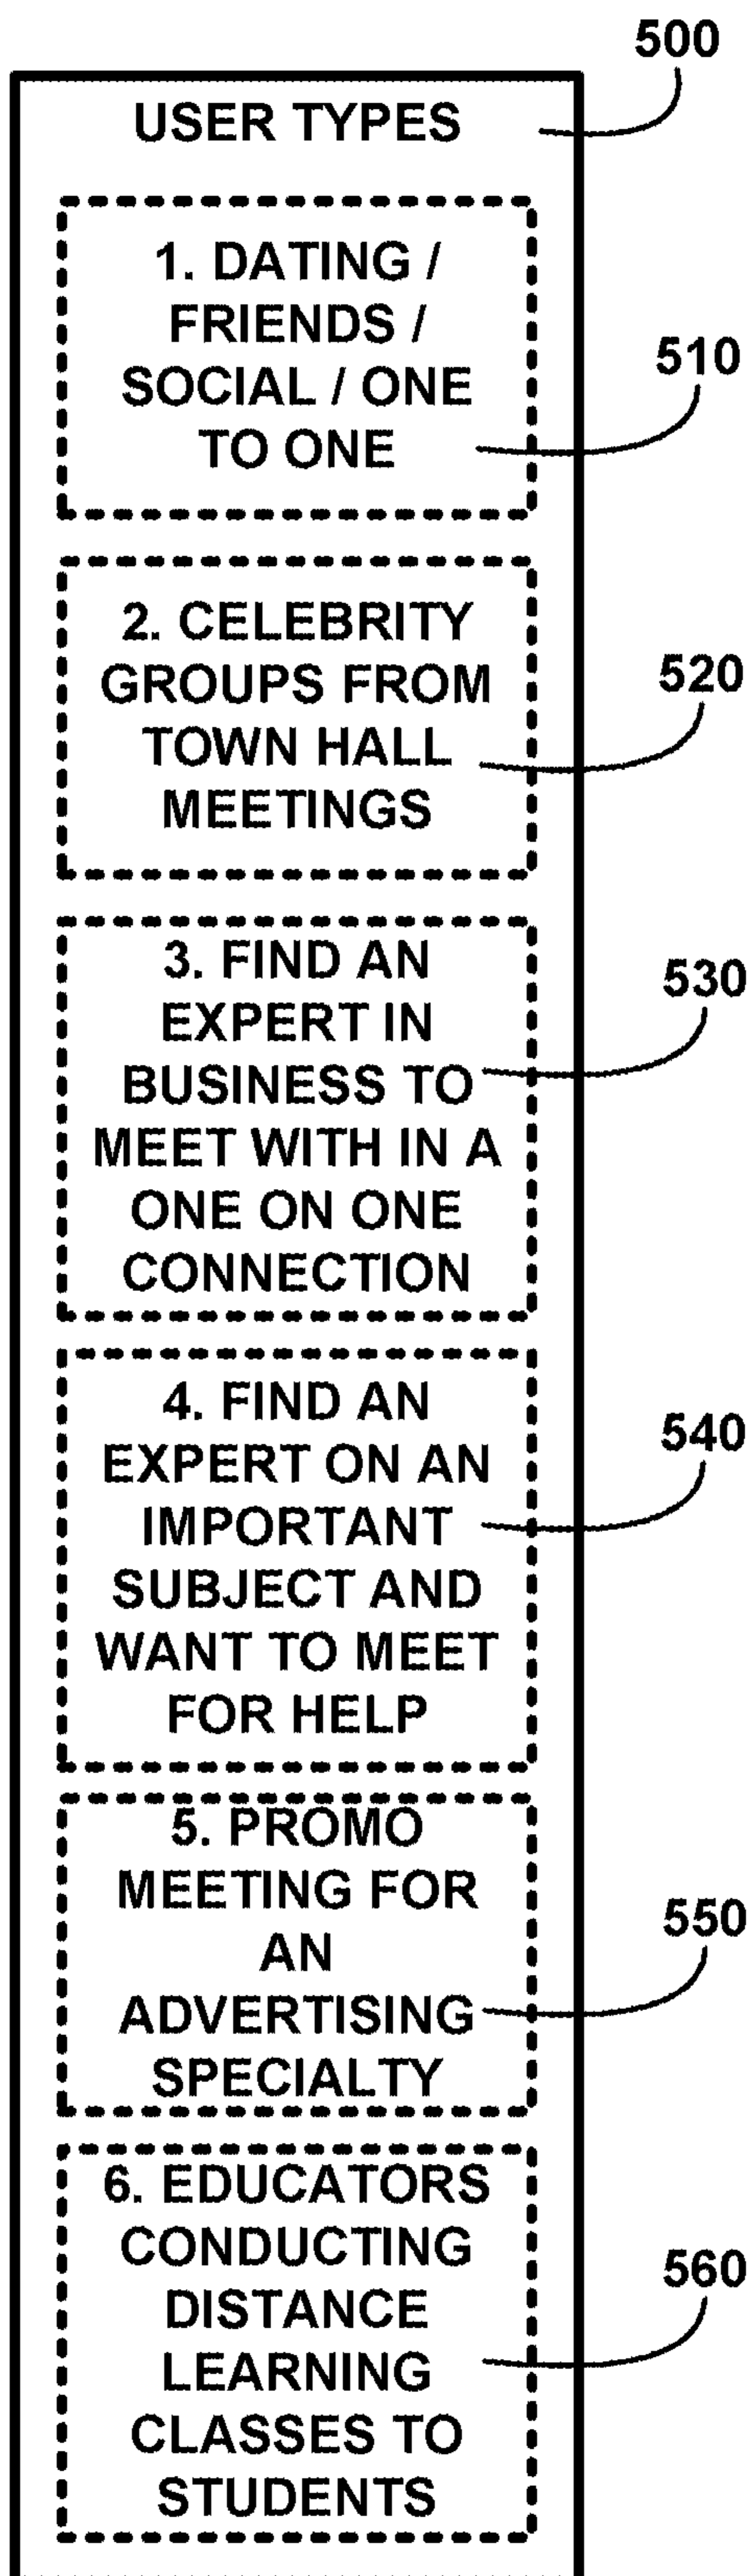 500
USER TYPES
1. DATING /
FRIENDS /
SOCIAL / ONE
TO ONE
510
2. CELEBRITY
GROUPS FROM
TOWN HALL
MEETINGS
520
3. FIND AN
EXPERT IN
BUSINESS TO
MEET WITH IN A
ONE ON ONE
CONNECTION
530
4. FIND AN
EXPERT ON AN
IMPORTANT
SUBJECT AND
WANT TO MEET
FOR HELP
540
5. PROMO
MEETING FOR
AN
ADVERTISING
SPECIALTY
550
6. EDUCATORS
CONDUCTING
DISTANCE
LEARNING
CLASSES TO
STUDENTS
560